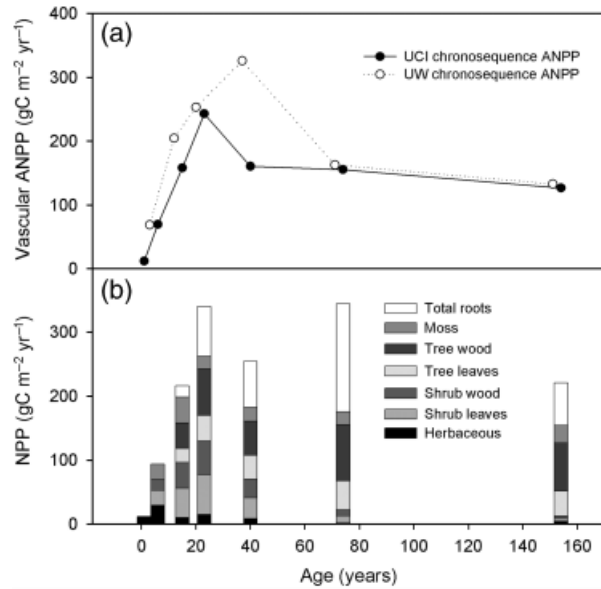 (a)
UCI chronosequence ANPP
UW chronosequence ANPP
Vascular ANPP (gC m⁻² yr⁻¹)
400
300
200
100
0
(b)
Total roots
Moss
Tree wood
Tree leaves
Shrub wood
Shrub leaves
Herbaceous
NPP (gC m⁻² yr⁻¹)
300
200
100
0
0 20 40 60 80 100 120 140 160
Age (years)